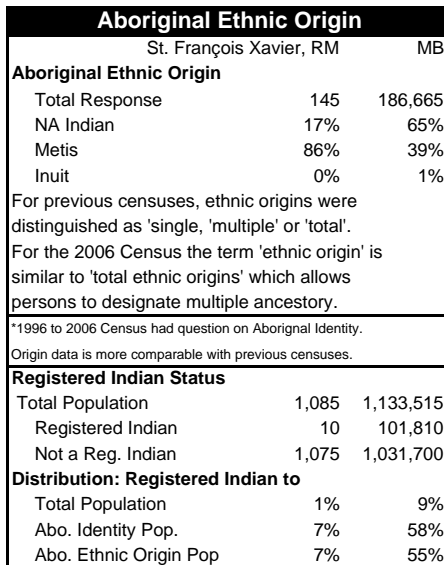 Aboriginal Ethnic Origin
St. François Xavier, RM MB
Aboriginal Ethnic Origin
Total Response 145 186,665
NA Indian 17% 65%
Metis 86% 39%
Inuit 0% 1%
For previous censuses, ethnic origins were
distinguished as 'single, 'multiple' or 'total'.
For the 2006 Census the term 'ethnic origin' is
similar to 'total ethnic origins' which allows
persons to designate multiple ancestory.
*1996 to 2006 Census had question on Aborignal Identity.
Origin data is more comparable with previous censuses.
Registered Indian Status
Total Population 1,085 1,133,515
Registered Indian 10 101,810
Not a Reg. Indian 1,075 1,031,700
Distribution: Registered Indian to
Total Population 1% 9%
Abo. Identity Pop. 7% 58%
Abo. Ethnic Origin Pop 7% 55%